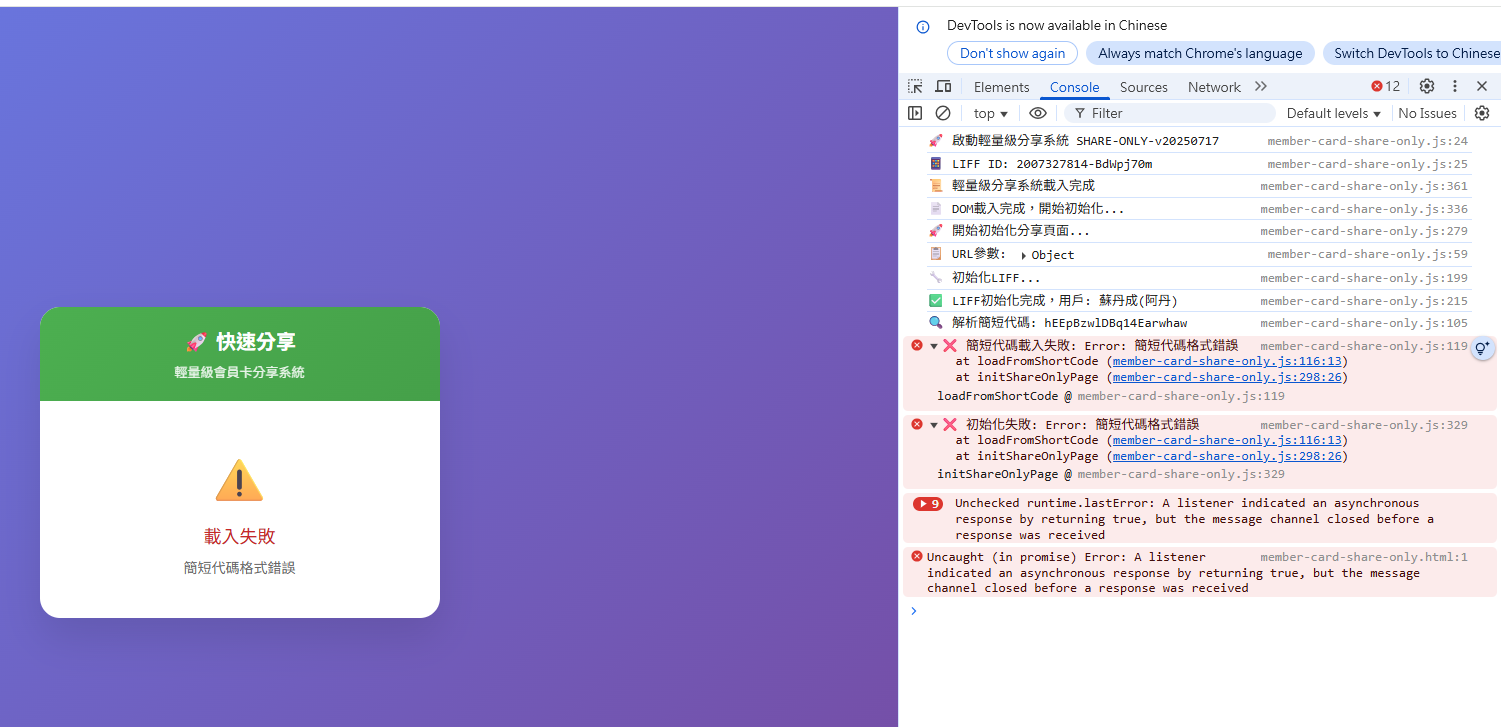 🚀 快速分享
輕量級會員卡分享系統
載入失敗
簡短代碼格式錯誤
DevTools is now available in Chinese
Don't show again
Always match Chrome's language
Switch DevTools to Chinese
Elements Console Sources Network 12
top Filter Default levels No Issues
🚀 啟動輕量級分享系統 SHARE-ONLY-v20250717 member-card-share-only.js:24
LIFF ID: 2007327814-BdWpj70m member-card-share-only.js:25
輕量級分享系統載入完成 member-card-share-only.js:361
DOM載入完成，開始初始化... member-card-share-only.js:336
🚀 開始初始化分享頁面... member-card-share-only.js:279
URL參數: ▶ Object member-card-share-only.js:59
初始化LIFF... member-card-share-only.js:199
✅ LIFF初始化完成，用戶: 蘇丹成(阿丹) member-card-share-only.js:215
🔍 解析簡短代碼: hEEpBzwlDBq14Earwhaw member-card-share-only.js:105
▼ ❌ 簡短代碼載入失敗: Error: 簡短代碼格式錯誤 member-card-share-only.js:119
at loadFromShortCode (member-card-share-only.js:116:13)
at initShareOnlyPage (member-card-share-only.js:298:26)
loadFromShortCode @ member-card-share-only.js:119
▼ ❌ 初始化失敗: Error: 簡短代碼格式錯誤 member-card-share-only.js:329
at loadFromShortCode (member-card-share-only.js:116:13)
at initShareOnlyPage (member-card-share-only.js:298:26)
initShareOnlyPage @ member-card-share-only.js:329
▶ 9 Unchecked runtime.lastError: A listener indicated an asynchronous
response by returning true, but the message channel closed before a
response was received
Uncaught (in promise) Error: A listener member-card-share-only.html:1
indicated an asynchronous response by returning true, but the message
channel closed before a response was received